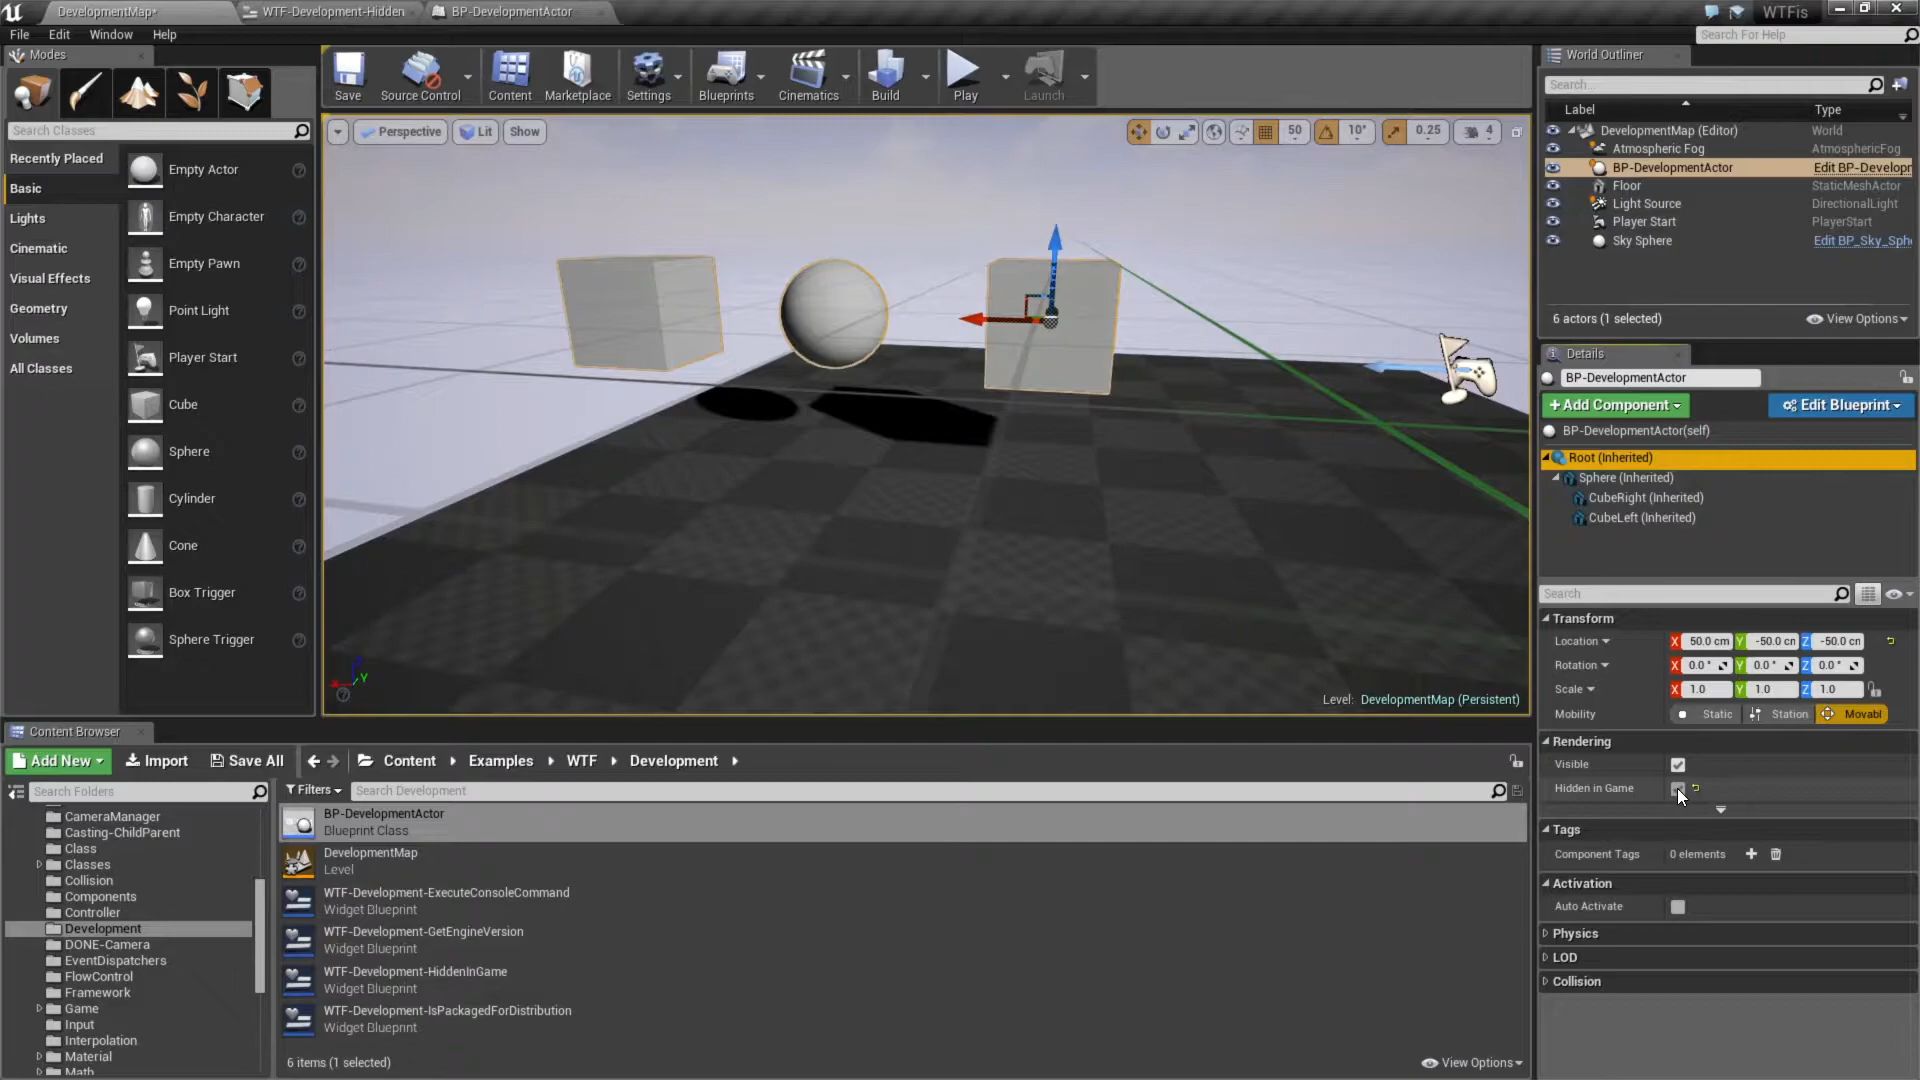 DevelopmentMap*
WTF-Development-Hidden
BP-DevelopmentActor
WTFis
File
Edit
Window
Help
Search For Help
Modes
Search Classes
Recently Placed
Basic
Lights
Cinematic
Visual Effects
Geometry
Volumes
All Classes
Empty Actor
Empty Character
Empty Pawn
Point Light
Player Start
Cube
Sphere
Cylinder
Cone
Box Trigger
Sphere Trigger
Save
Source Control
Content
Marketplace
Settings
Blueprints
Cinematics
Build
Play
Launch
Perspective
Lit
Show
50
10°
0.25
4
Level: DevelopmentMap (Persistent)
World Outliner
Search...
Label
Type
DevelopmentMap (Editor)
World
Atmospheric Fog
AtmosphericFog
BP-DevelopmentActor
Edit BP-Developr
Floor
StaticMeshActor
Light Source
DirectionalLight
Player Start
PlayerStart
Sky Sphere
Edit BP_Sky_Sph
6 actors (1 selected)
View Options
Details
BP-DevelopmentActor
+Add Component
Edit Blueprint
BP-DevelopmentActor(self)
Root (Inherited)
Sphere (Inherited)
CubeRight (Inherited)
CubeLeft (Inherited)
Search
Transform
Location
X 50.0 cm Y -50.0 cn Z -50.0 cn
Rotation
X 0.0 ° Y 0.0 ° Z 0.0 °
Scale
X 1.0 Y 1.0 Z 1.0
Mobility
Static
Station
Movabl
Rendering
Visible
Hidden in Game
Tags
Component Tags
0 elements
Activation
Auto Activate
Physics
LOD
Collision
Content Browser
Add New
Import
Save All
Content
Examples
WTF
Development
Search Folders
Filters
Search Development
CameraManager
Casting-ChildParent
Class
Classes
Collision
Components
Controller
Development
DONE-Camera
EventDispatchers
FlowControl
Framework
Game
Input
Interpolation
Material
Math
BP-DevelopmentActor
Blueprint Class
DevelopmentMap
Level
WTF-Development-ExecuteConsoleCommand
Widget Blueprint
WTF-Development-GetEngineVersion
Widget Blueprint
WTF-Development-HiddenInGame
Widget Blueprint
WTF-Development-IsPackagedForDistribution
Widget Blueprint
6 items (1 selected)
View Options